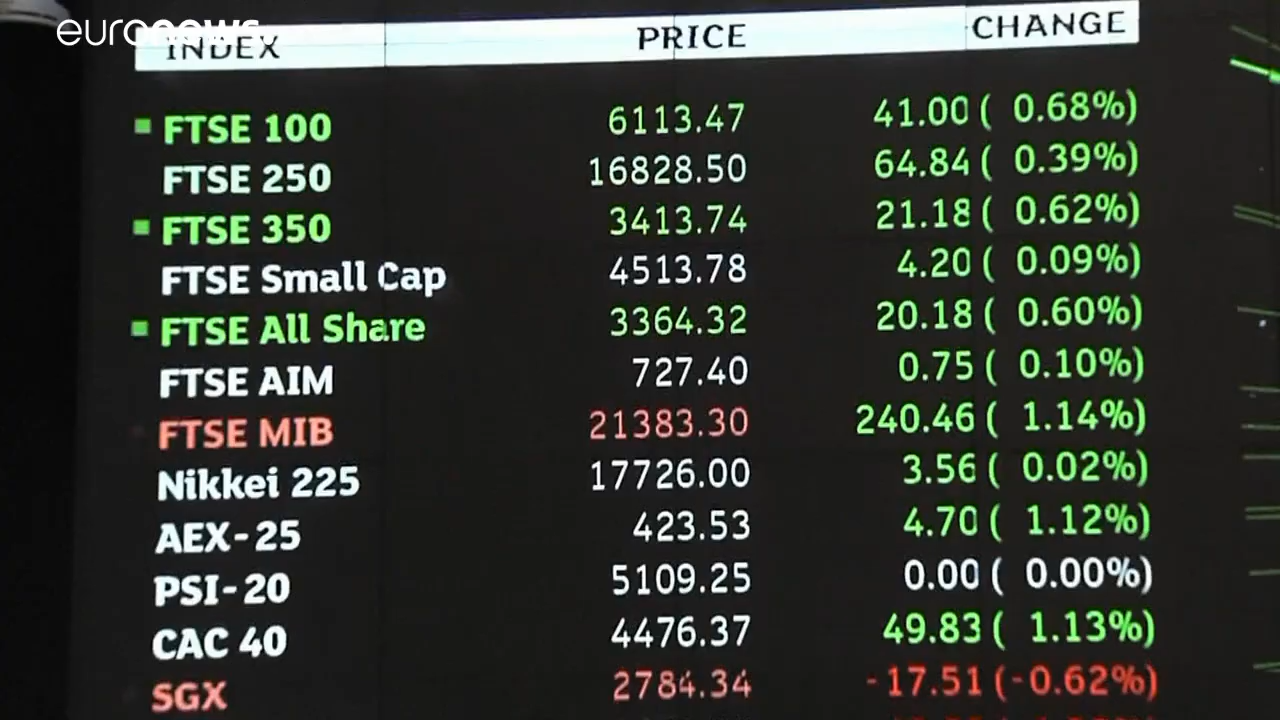 euronews
INDEX PRICE CHANGE
FTSE 100 6113.47 41.00 ( 0.68%)
FTSE 250 16828.50 64.84 ( 0.39%)
FTSE 350 3413.74 21.18 ( 0.62%)
FTSE Small Cap 4513.78 4.20 ( 0.09%)
FTSE All Share 3364.32 20.18 ( 0.60%)
FTSE AIM 727.40 0.75 ( 0.10%)
FTSE MIB 21383.30 240.46 ( 1.14%)
Nikkei 225 17726.00 3.56 ( 0.02%)
AEX-25 423.53 4.70 ( 1.12%)
PSI-20 5109.25 0.00 ( 0.00%)
CAC 40 4476.37 49.83 ( 1.13%)
SGX 2784.34 -17.51 (-0.62%)